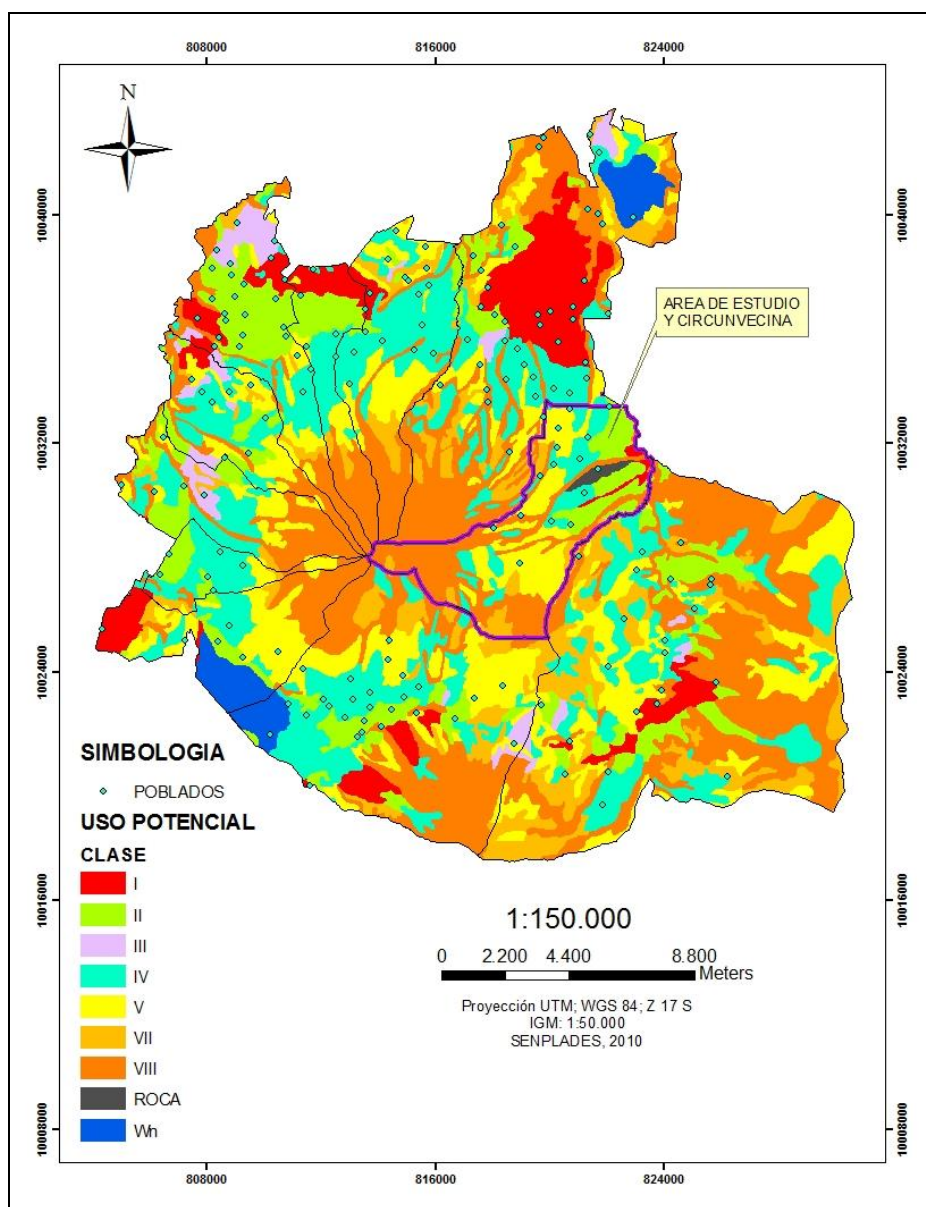 808000
816000
824000
N
10040000
10040000
AREA DE ESTUDIO
Y CIRCUNVECINA
10032000
10032000
10024000
10024000
SIMBOLOGIA
POBLADOS
USO POTENCIAL
CLASE
I
II
III
IV
V
VII
VIII
ROCA
Wn
10016000
10016000
1:150.000
0 2.200 4.400 8.800
Meters
Proyección UTM; WGS 84; Z 17 S
IGM: 1:50.000
SENPLADES, 2010
10008000
10008000
808000
816000
824000